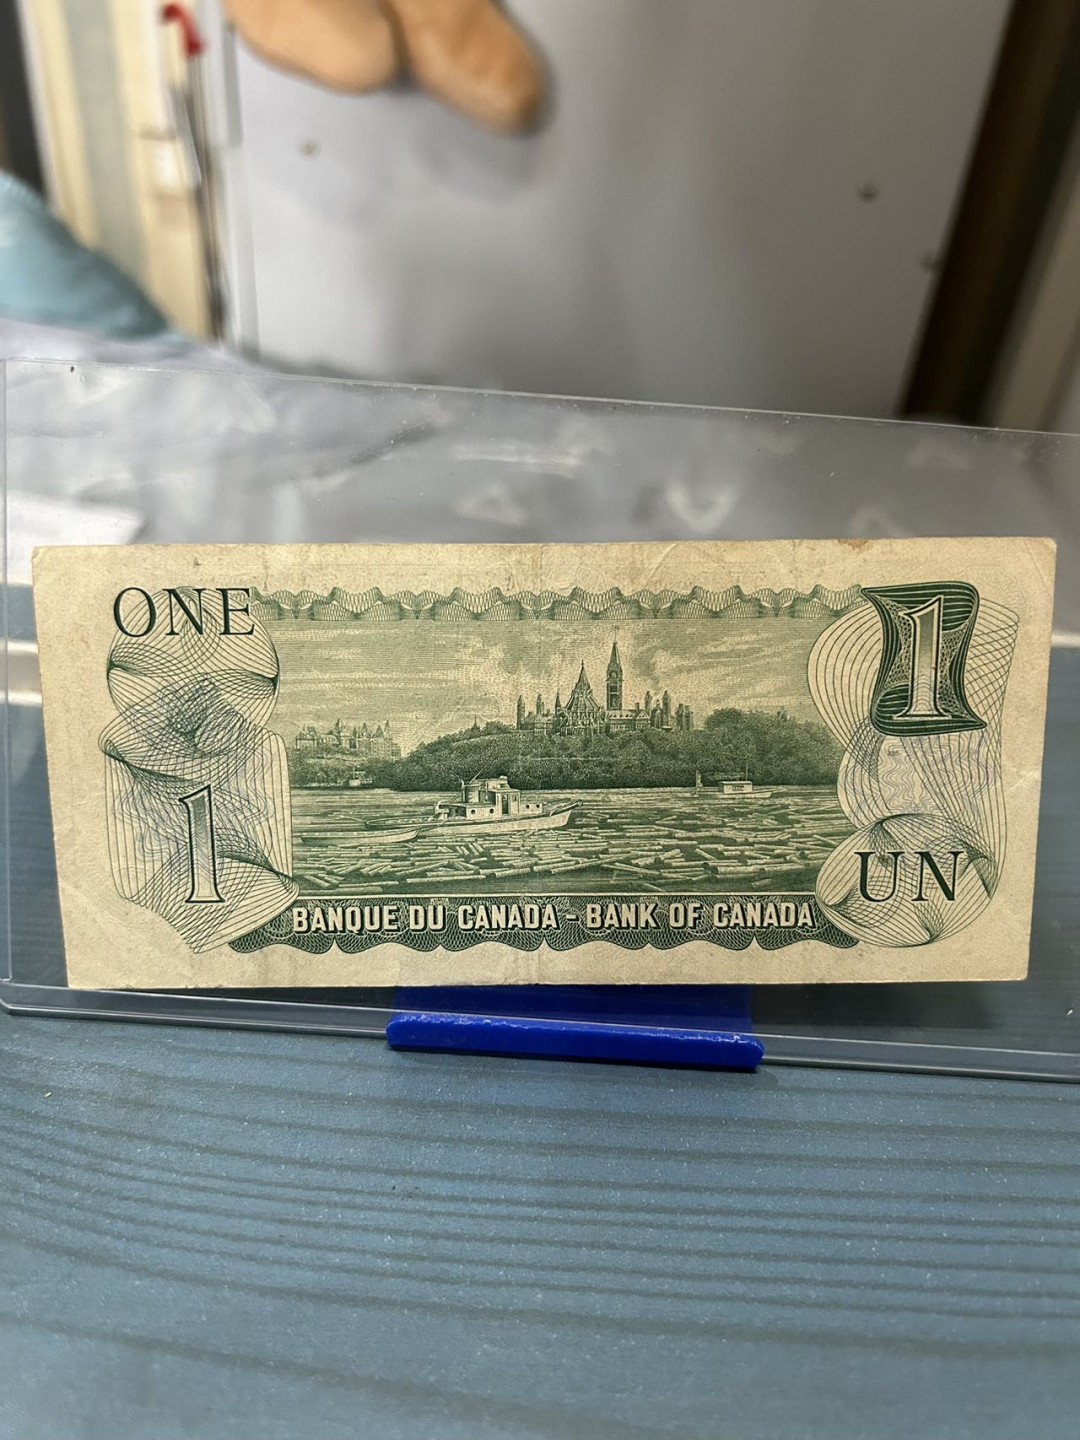 ONE
1
1
UN
BANQUE DU CANADA - BANK OF CANADA